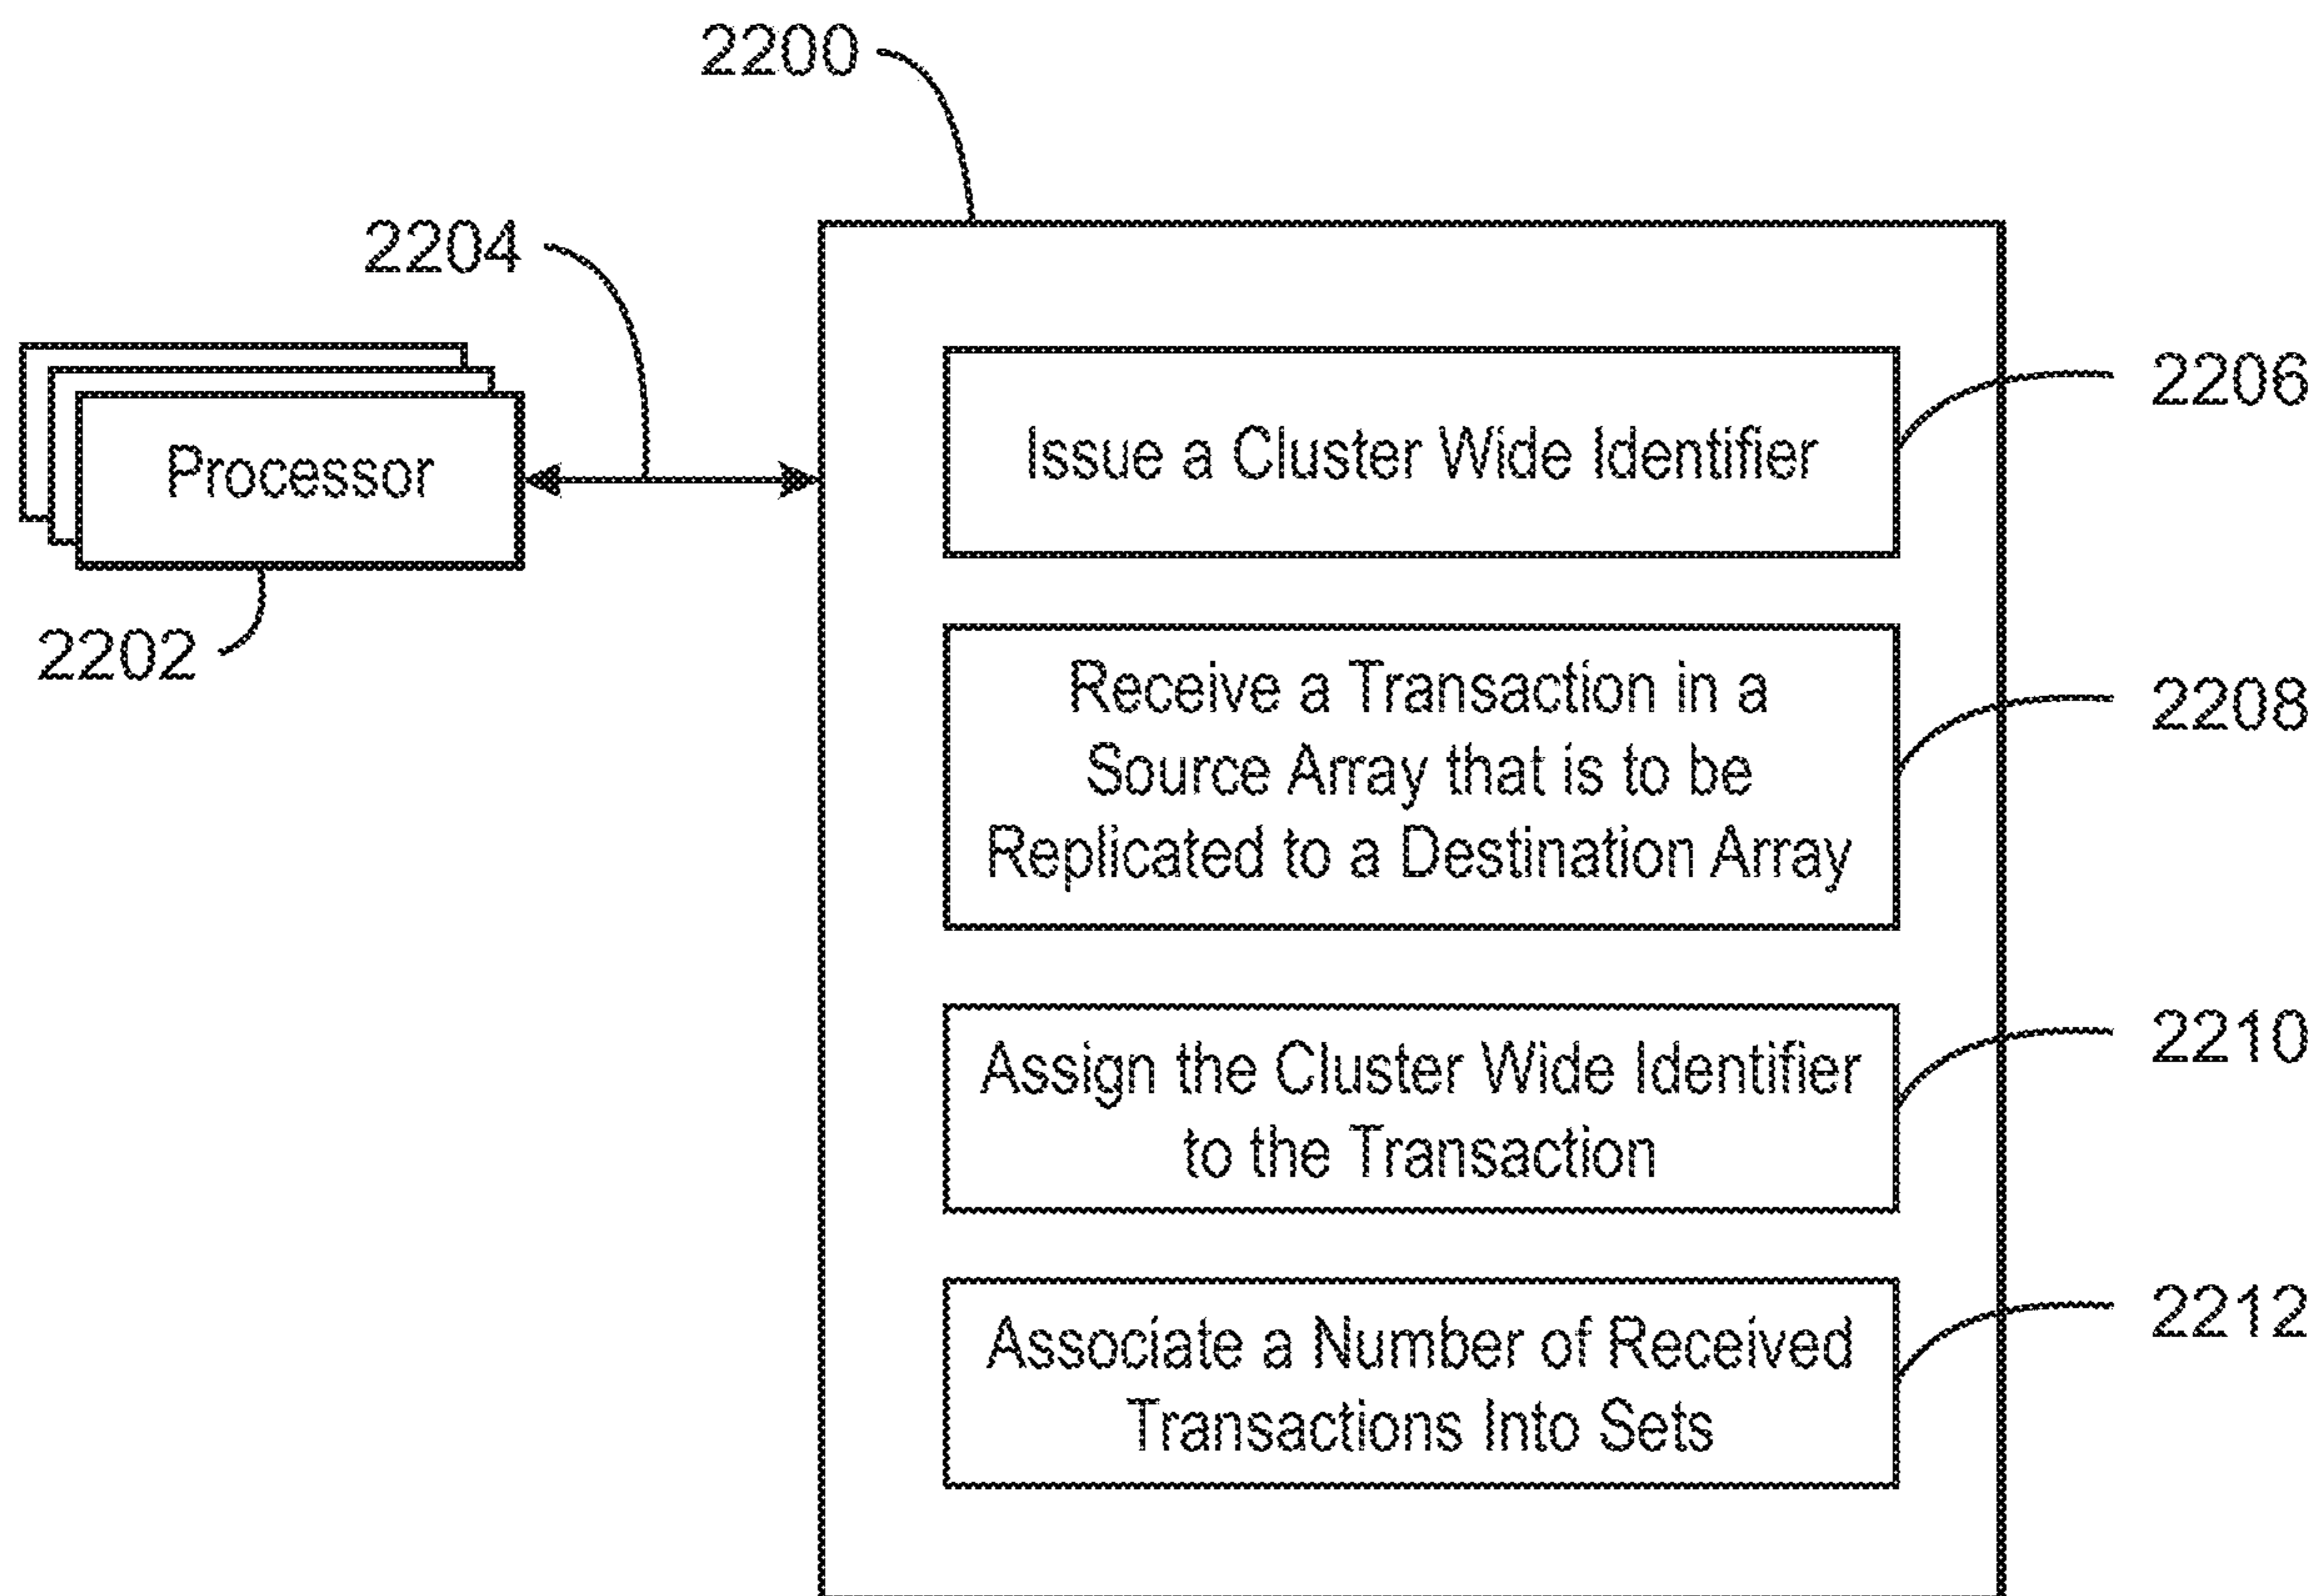 2200
2204
Processor
2202
Issue a Cluster Wide Identifier
2206
Receive a Transaction in a
Source Array that is to be
Replicated to a Destination Array
2208
Assign the Cluster Wide Identifier
to the Transaction
2210
Associate a Number of Received
Transactions Into Sets
2212